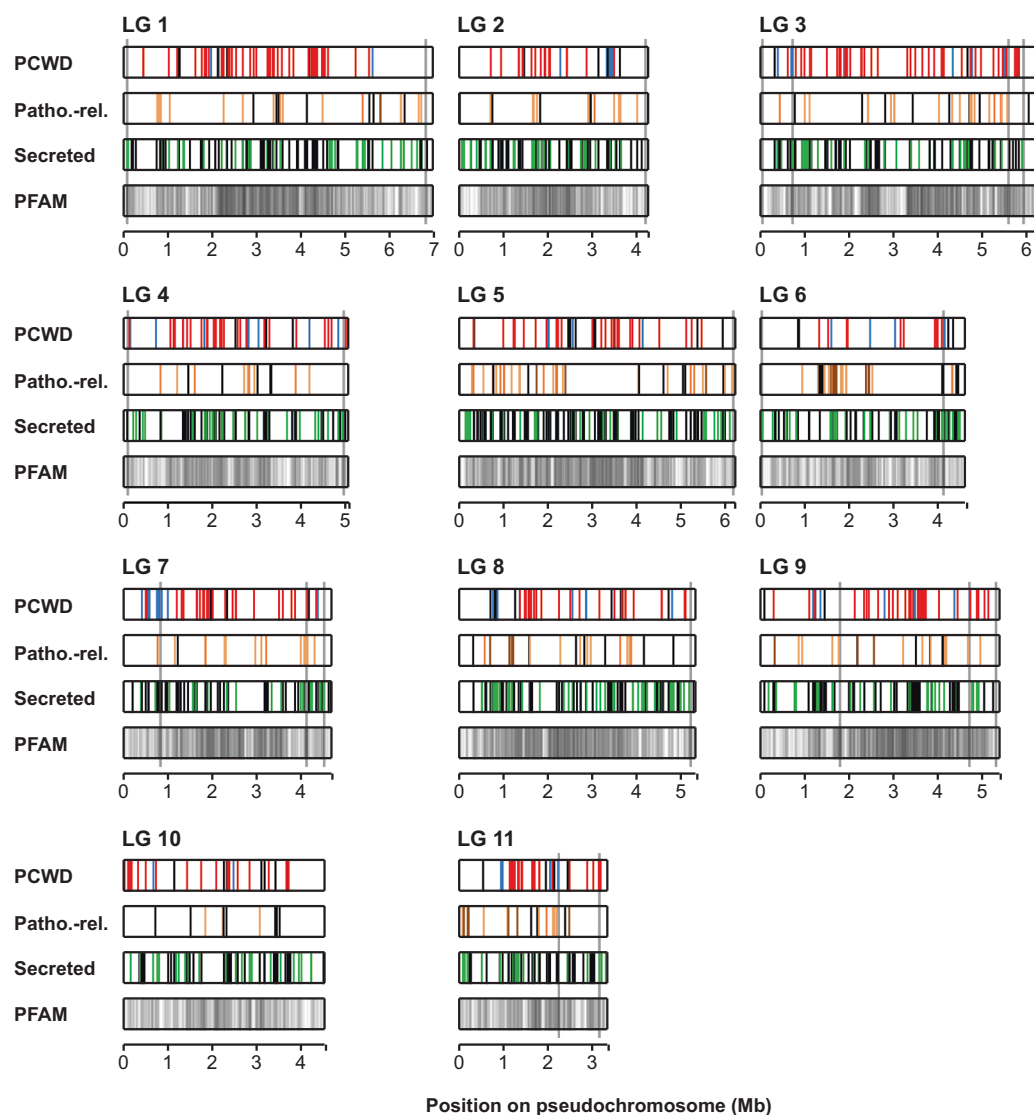 LG 1 LG 2 LG 3
PCWD
Patho.-rel.
Secreted
PFAM
0 1 2 3 4 5 6 7 0 1 2 3 4 0 1 2 3 4 5 6
LG 4 LG 5 LG 6
PCWD
Patho.-rel.
Secreted
PFAM
0 1 2 3 4 5 0 1 2 3 4 5 6 0 1 2 3 4
LG 7 LG 8 LG 9
PCWD
Patho.-rel.
Secreted
PFAM
0 1 2 3 4 0 1 2 3 4 5 0 1 2 3 4 5
LG 10 LG 11
PCWD
Patho.-rel.
Secreted
PFAM
0 1 2 3 4 0 1 2 3
Position on pseudochromosome (Mb)